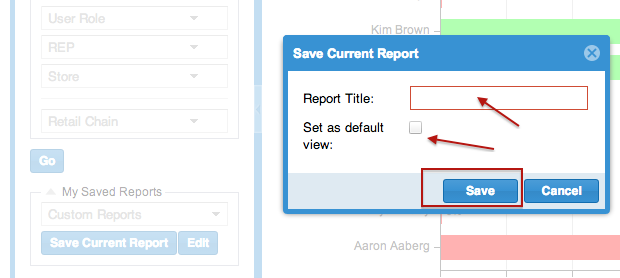 User Role
REP
Store
Retail Chain
Go
My Saved Reports
Custom Reports
Save Current Report
Edit
Kim Brown
Save Current Report
Report Title:
Set as default
view:
Save
Cancel
Aaron Aaberg